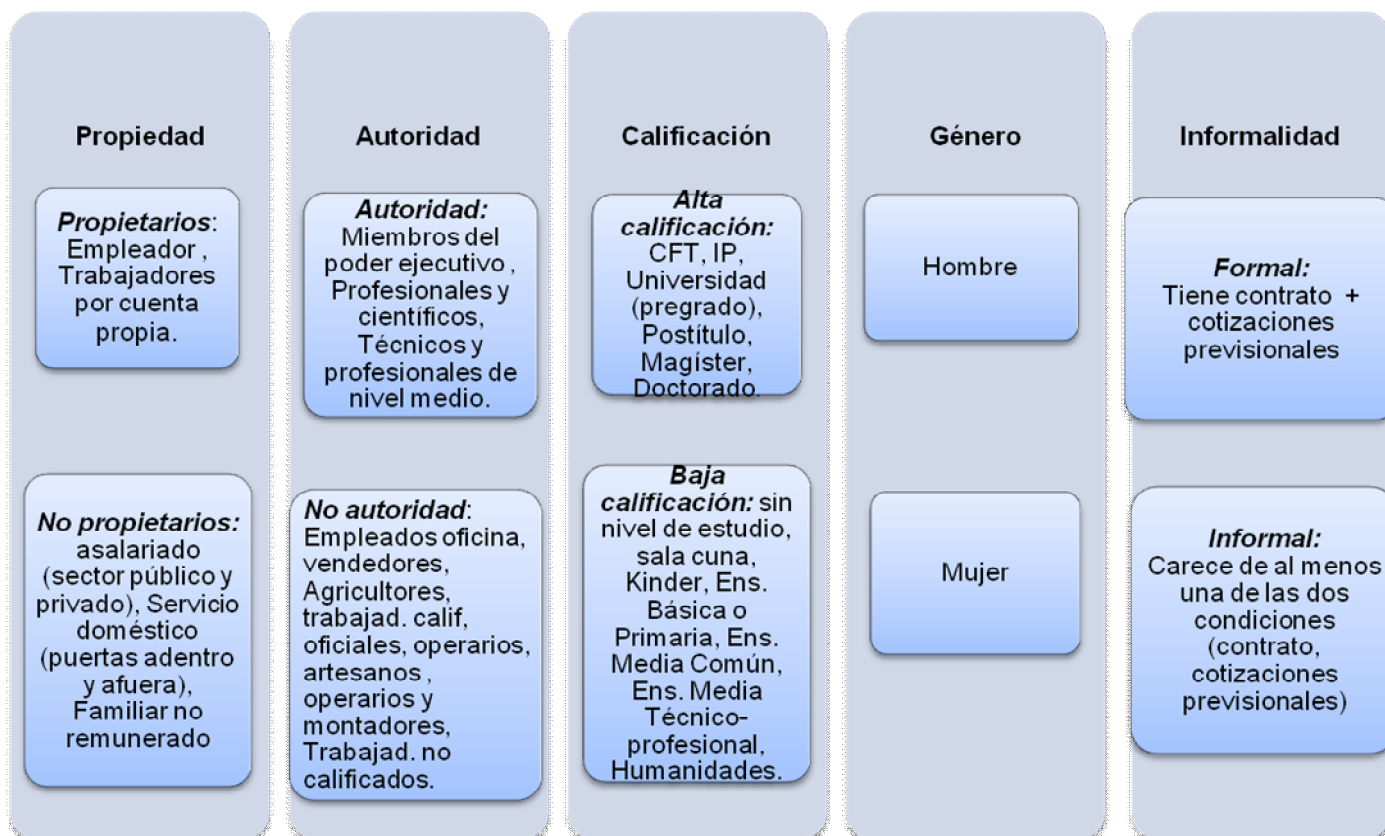 Propiedad
Propietarios:
Empleador ,
Trabajadores
por cuenta
propia.
No propietarios:
asalariado
(sector público y
privado), Servicio
doméstico
(puertas adentro
y afuera),
Familiar no
remunerado
Autoridad
Autoridad:
Miembros del
poder ejecutivo ,
Profesionales y
científicos,
Técnicos y
profesionales de
nivel medio.
No autoridad:
Empleados oficina,
vendedores,
Agricultores,
trabajad. calif,
oficiales, operarios,
artesanos ,
operarios y
montadores,
Trabajad. no
calificados.
Calificación
Alta
calificación:
CFT, IP,
Universidad
(pregrado),
Postítulo,
Magíster,
Doctorado.
Baja
calificación: sin
nivel de estudio,
sala cuna,
Kinder, Ens.
Básica o
Primaria, Ens.
Media Común,
Ens. Media
Técnico-
profesional,
Humanidades.
Género
Hombre
Mujer
Informalidad
Formal:
Tiene contrato +
cotizaciones
previsionales
Informal:
Carece de al menos
una de las dos
condiciones
(contrato,
cotizaciones
previsionales)